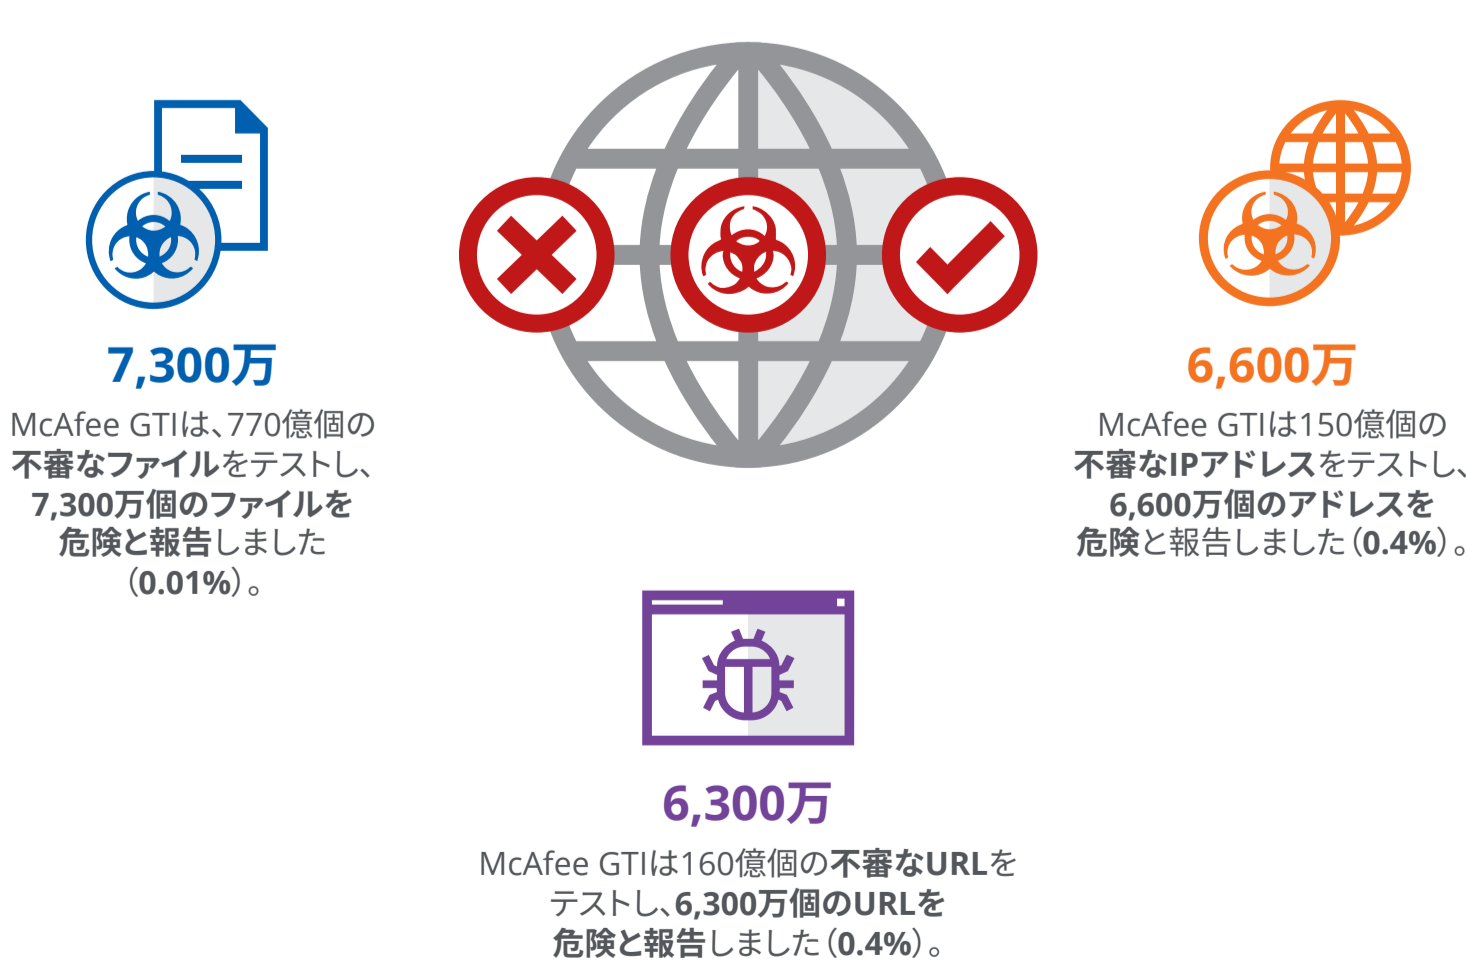 7,300万
McAfee GTIは、770億個の
不審なファイルをテストし、
7,300万個のファイルを
危険と報告しました
（0.01%）。
6,600万
McAfee GTIは150億個の
不審なIPアドレスをテストし、
6,600万個のアドレスを
危険と報告しました（0.4%）。
6,300万
McAfee GTIは160億個の不審なURLを
テストし、6,300万個のURLを
危険と報告しました（0.4%）。